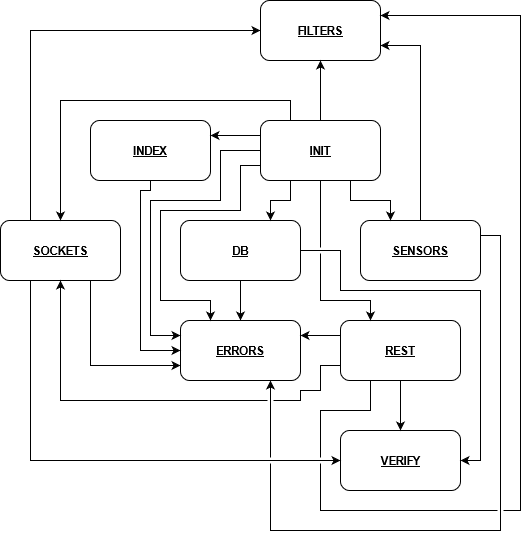 FILTERS
INDEX
INIT
SOCKETS
DB
SENSORS
ERRORS
REST
VERIFY